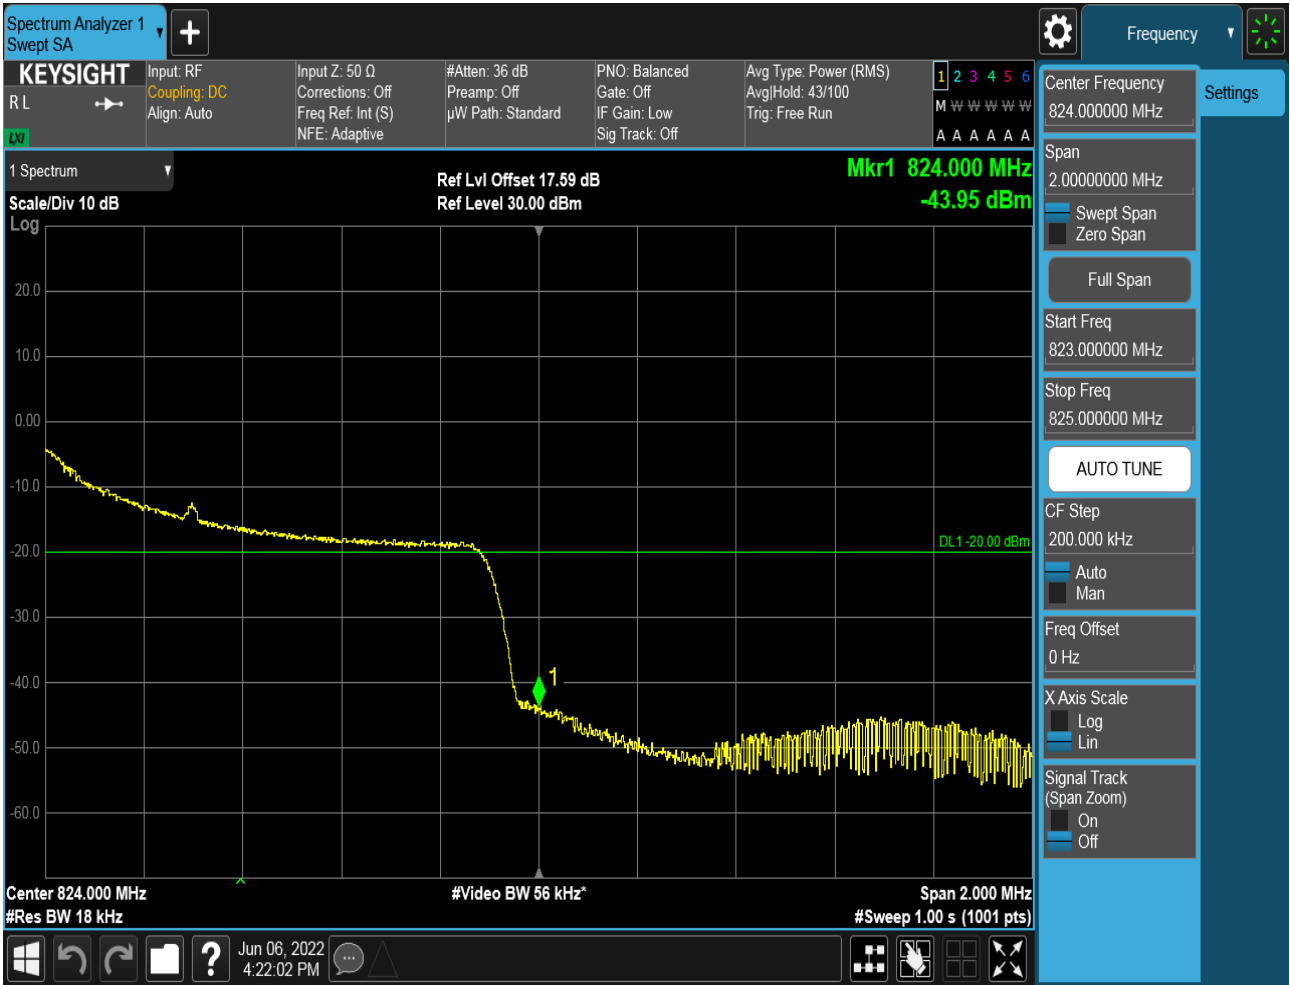 Spectrum Analyzer 1
Swept SA
Frequency
KEYSIGHT
R L
LXI
Input: RF
Coupling: DC
Align: Auto
Input Z: 50 Ω
Corrections: Off
Freq Ref: Int (S)
NFE: Adaptive
#Atten: 36 dB
Preamp: Off
µW Path: Standard
PNO: Balanced
Gate: Off
IF Gain: Low
Sig Track: Off
Avg Type: Power (RMS)
Avg|Hold: 43/100
Trig: Free Run
1 2 3 4 5 6
M W W W W W
A A A A A A
1 Spectrum
Scale/Div 10 dB
Log
Ref Lvl Offset 17.59 dB
Ref Level 30.00 dBm
Mkr1 824.000 MHz
-43.95 dBm
20.0
10.0
0.00
-10.0
-20.0
-30.0
-40.0
-50.0
-60.0
DL1 -20.00 dBm
1
Center 824.000 MHz
#Res BW 18 kHz
#Video BW 56 kHz*
Span 2.000 MHz
#Sweep 1.00 s (1001 pts)
Center Frequency
824.000000 MHz
Span
2.00000000 MHz
Swept Span
Zero Span
Full Span
Start Freq
823.000000 MHz
Stop Freq
825.000000 MHz
AUTO TUNE
CF Step
200.000 kHz
Auto
Man
Freq Offset
0 Hz
X Axis Scale
Log
Lin
Signal Track
(Span Zoom)
On
Off
Settings
?
Jun 06, 2022
4:22:02 PM